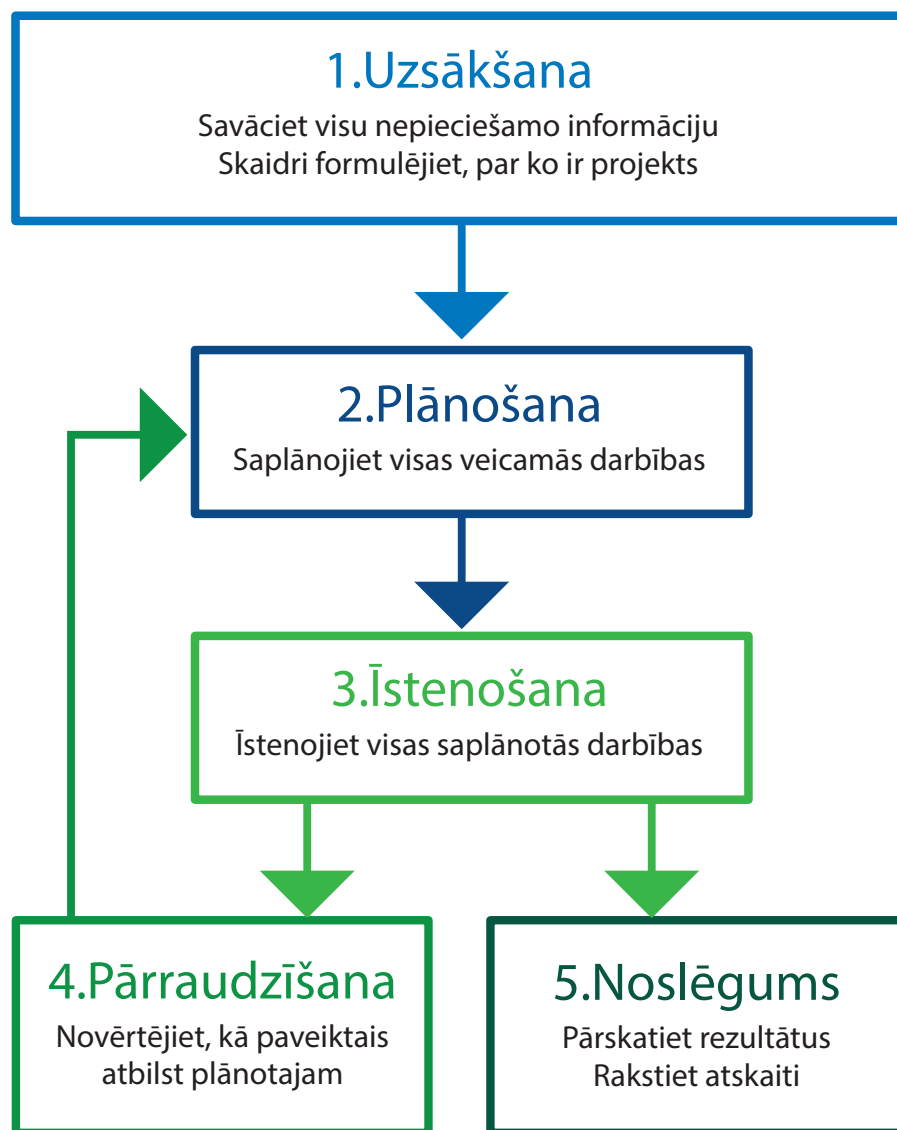 1.Uzsākšana
Savāciet visu nepieciešamo informāciju
Skaidri formulējiet, par ko ir projekts
2.Plānošana
Saplānojiet visas veicamās darbības
3.Īstenošana
Īstenojiet visas saplānotās darbības
4.Pārraudzīšana
Novērtējiet, kā paveiktais
atbilst plānotajam
5.Noslēgums
Pārskatiet rezultātus
Rakstiet atskaiti